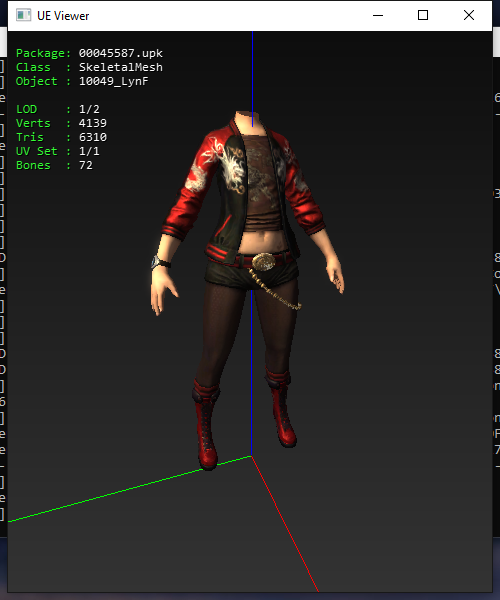 UE Viewer
Package: 00045587.upk
Class : SkeletalMesh
Object : 10049_LynF
LOD : 1/2
Verts : 4139
Tris : 6310
UV Set : 1/1
Bones : 72